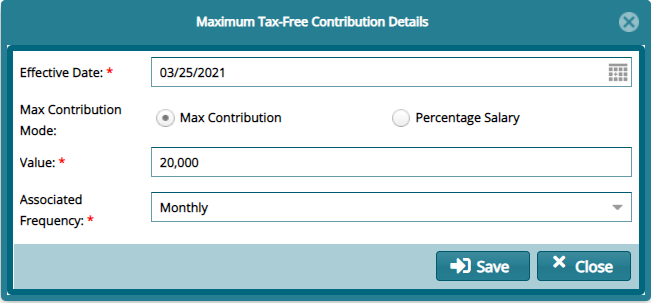 Maximum Tax-Free Contribution Details
Effective Date: * 03/25/2021
Max Contribution
Mode:
Max Contribution Percentage Salary
Value: * 20,000
Associated
Frequency: *
Monthly
Save Close